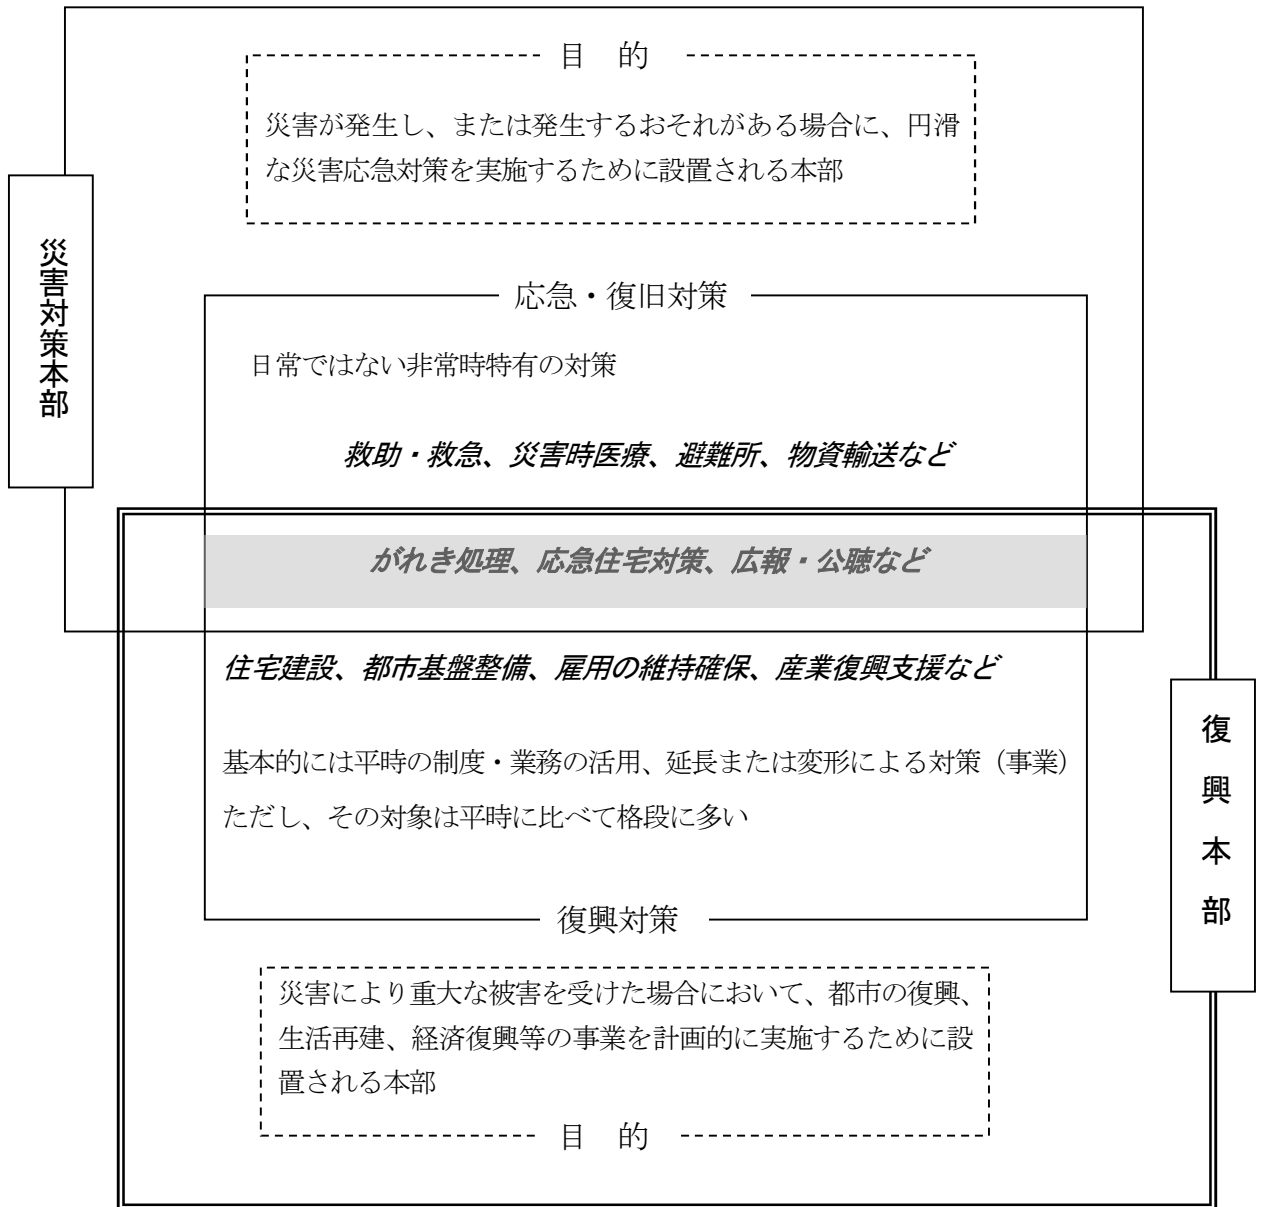 目　的
災害が発生し、または発生するおそれがある場合に、円滑
な災害応急対策を実施するために設置される本部
災害対策本部
応急・復旧対策
日常ではない非常時特有の対策
救助・救急、災害時医療、避難所、物資輸送など
がれき処理、応急住宅対策、広報・公聴など
住宅建設、都市基盤整備、雇用の維持確保、産業復興支援など
基本的には平時の制度・業務の活用、延長または変形による対策（事業）
ただし、その対象は平時に比べて格段に多い
復興本部
復興対策
災害により重大な被害を受けた場合において、都市の復興、
生活再建、経済復興等の事業を計画的に実施するために設
置される本部
目　的